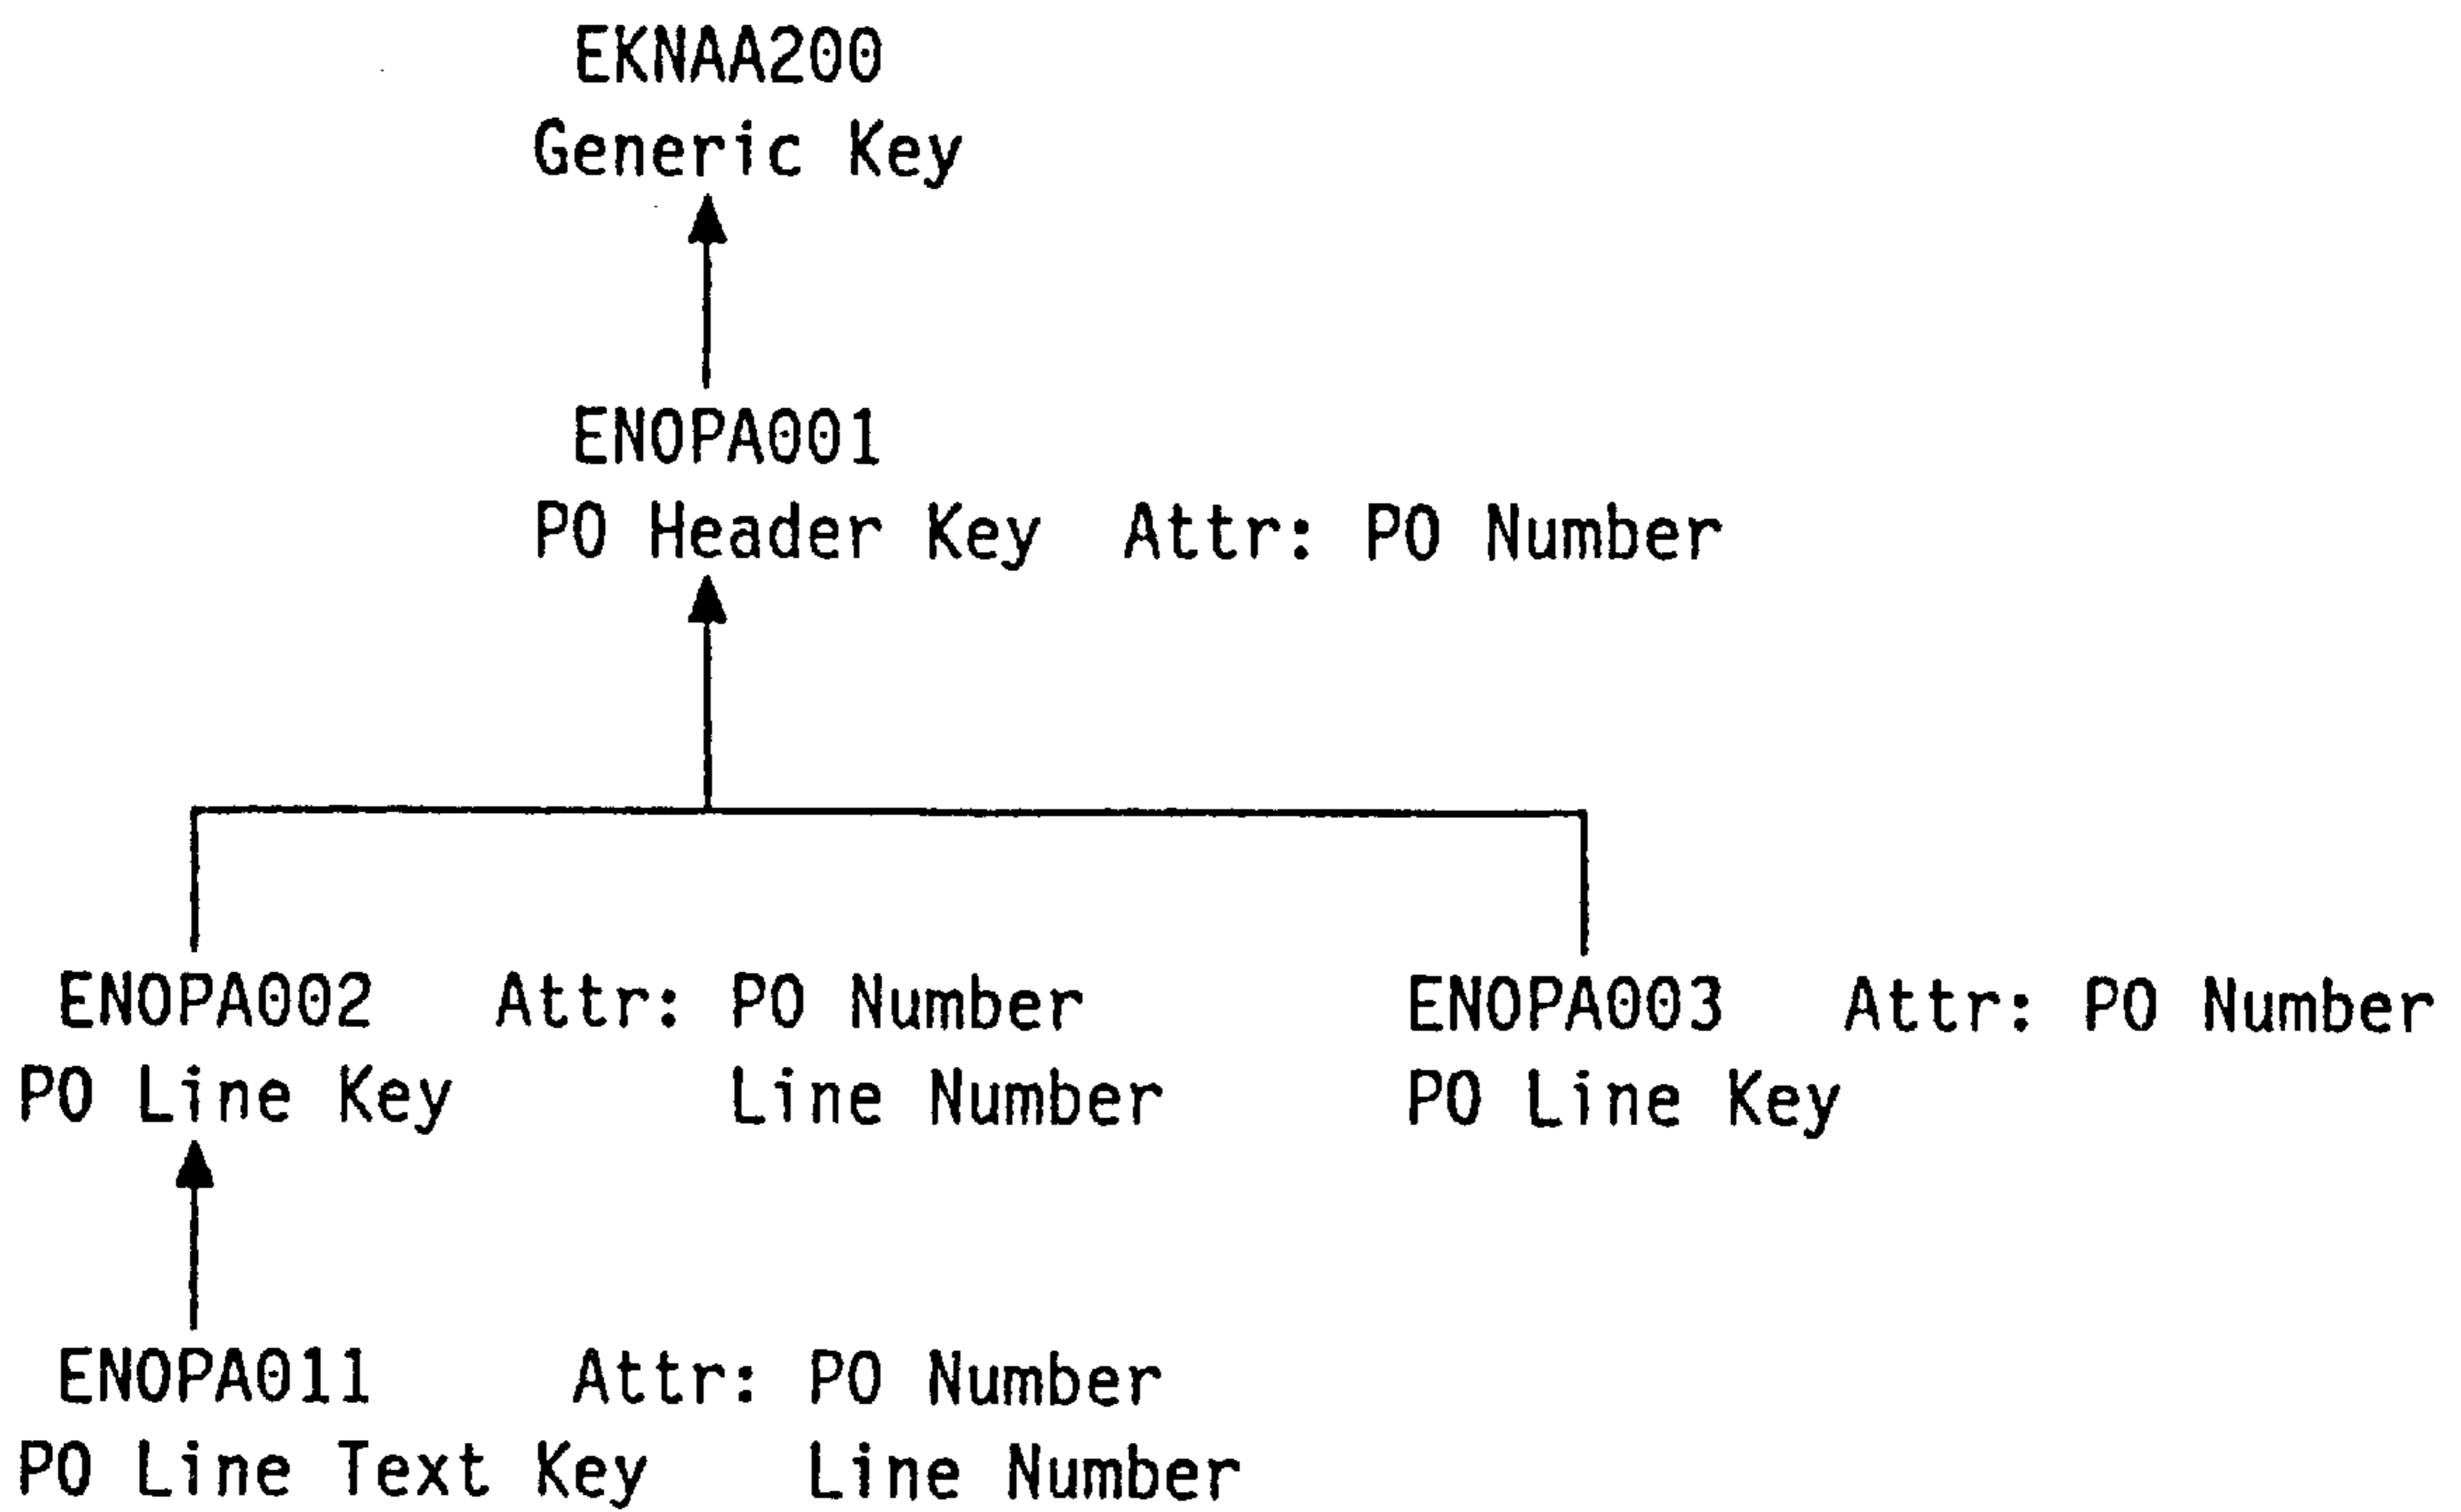 EKNAA200
Generic Key
ENOPA001
PO Header Key Attr: PO Number
ENOPA002 Attr: PO Number ENOPA003 Attr: PO Number
PO Line Key Line Number PO Line Key
ENOPA011 Attr: PO Number
PO Line Text Key Line Number